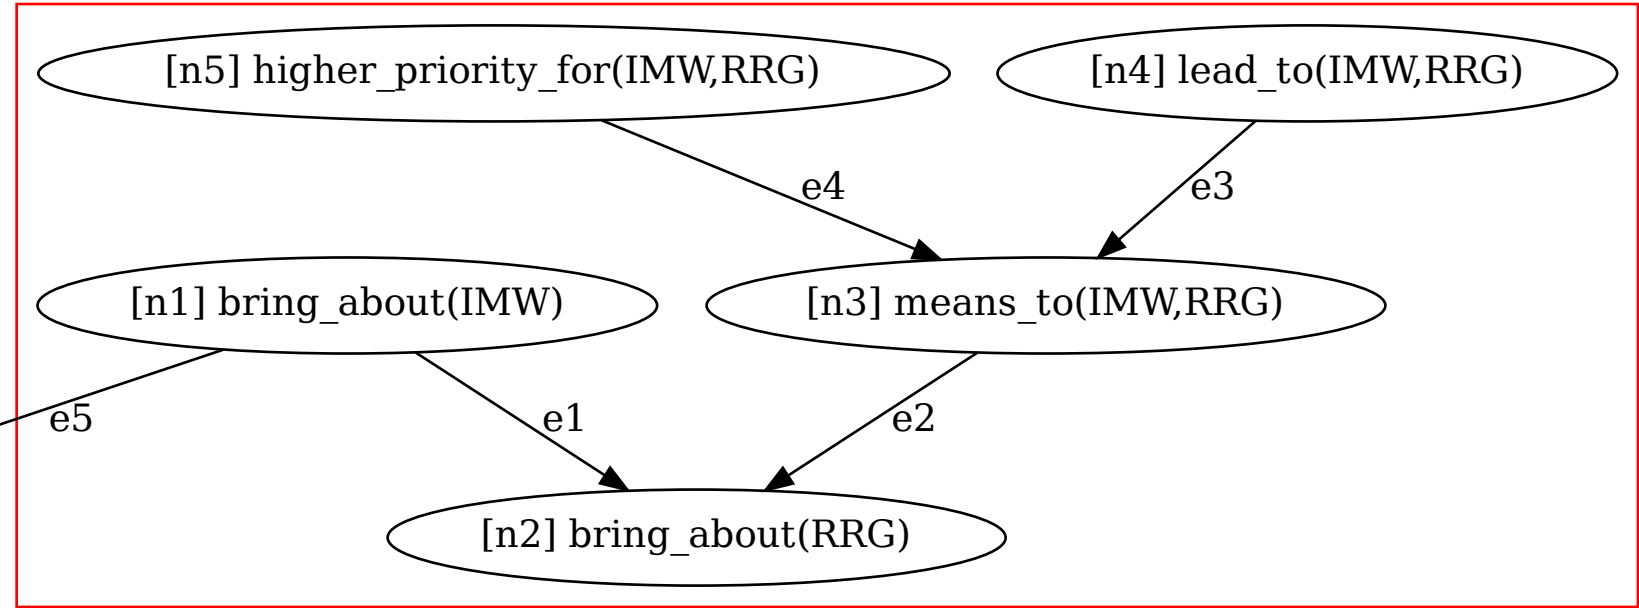 [n5] higher_priority_for(IMW,RRG)
[n4] lead_to(IMW,RRG)
e4
e3
[n1] bring_about(IMW)
[n3] means_to(IMW,RRG)
e5
e1
e2
[n2] bring_about(RRG)